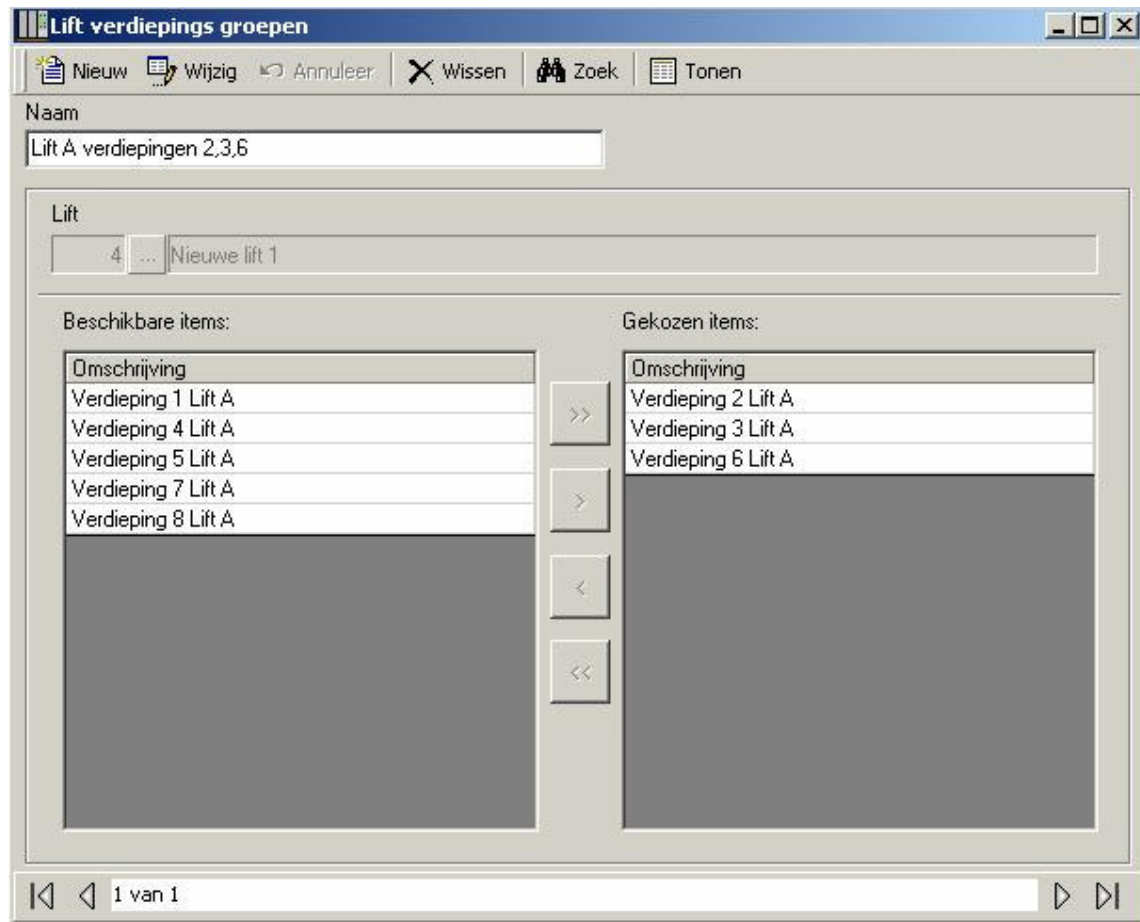 Lift verdiepings groepen
Nieuw Wijzig Annuleer Wissen Zoek Tonen
Naam
Lift A verdiepingen 2,3,6
Lift
4 ... Nieuwe lift 1
Beschikbare items:
Omschrijving
Verdieping 1 Lift A
Verdieping 4 Lift A
Verdieping 5 Lift A
Verdieping 7 Lift A
Verdieping 8 Lift A
>>
>
<
<<
Gekozen items:
Omschrijving
Verdieping 2 Lift A
Verdieping 3 Lift A
Verdieping 6 Lift A
1 van 1